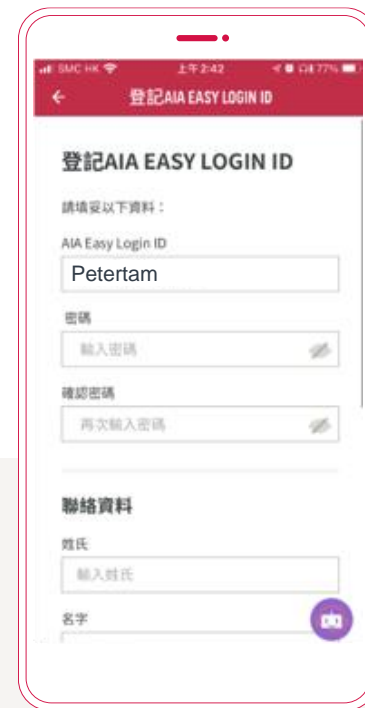 SMC HK 上午2:42 77%
登記AIA EASY LOGIN ID
登記AIA EASY LOGIN ID
請填妥以下資料：
AIA Easy Login ID
Petertam
密碼
輸入密碼
確認密碼
再次輸入密碼
聯絡資料
姓氏
輸入姓氏
名字